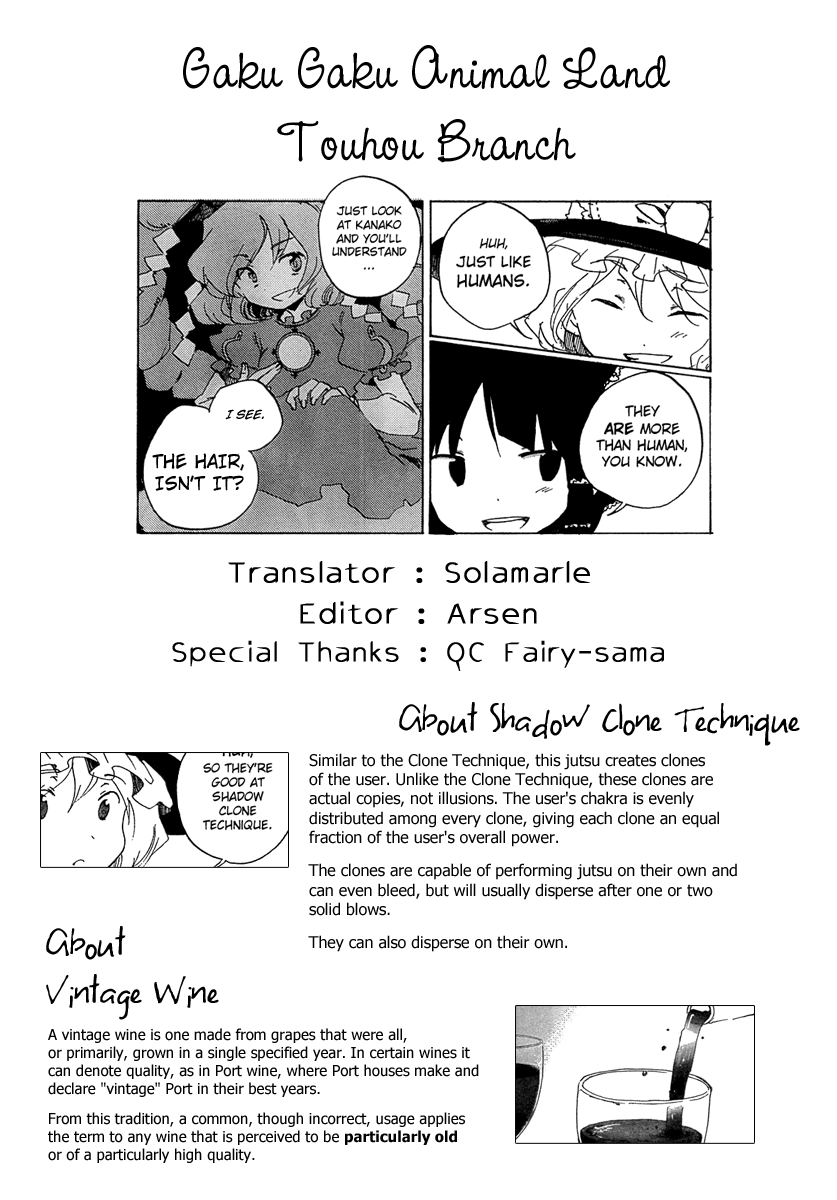 Gaku Gaku Animal Land
Touhou Branch
JUST LOOK
AT KANAKO
AND YOU'LL
UNDERSTAND
...
I SEE.
THE HAIR,
ISN'T IT?
HUH,
JUST LIKE
HUMANS.
THEY
ARE MORE
THAN HUMAN,
YOU KNOW.
Translator : Solamarle
Editor : Arsen
Special Thanks : QC Fairy-sama
About Shadow Clone Technique
HUH,
SO THEY'RE
GOOD AT
SHADOW
CLONE
TECHNIQUE.
Similar to the Clone Technique, this jutsu creates clones
of the user. Unlike the Clone Technique, these clones are
actual copies, not illusions. The user's chakra is evenly
distributed among every clone, giving each clone an equal
fraction of the user's overall power.
The clones are capable of performing jutsu on their own and
can even bleed, but will usually disperse after one or two
solid blows.
They can also disperse on their own.
About
Vintage Wine
A vintage wine is one made from grapes that were all,
or primarily, grown in a single specified year. In certain wines it
can denote quality, as in Port wine, where Port houses make and
declare "vintage" Port in their best years.
From this tradition, a common, though incorrect, usage applies
the term to any wine that is perceived to be particularly old
or of a particularly high quality.